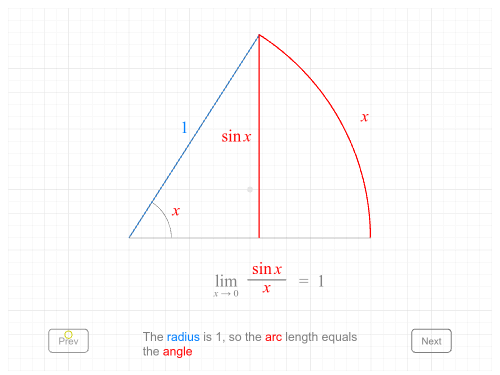 1
sin x
x
x
lim x → 0 sin x / x = 1
Prev
The radius is 1, so the arc length equals
the angle
Next